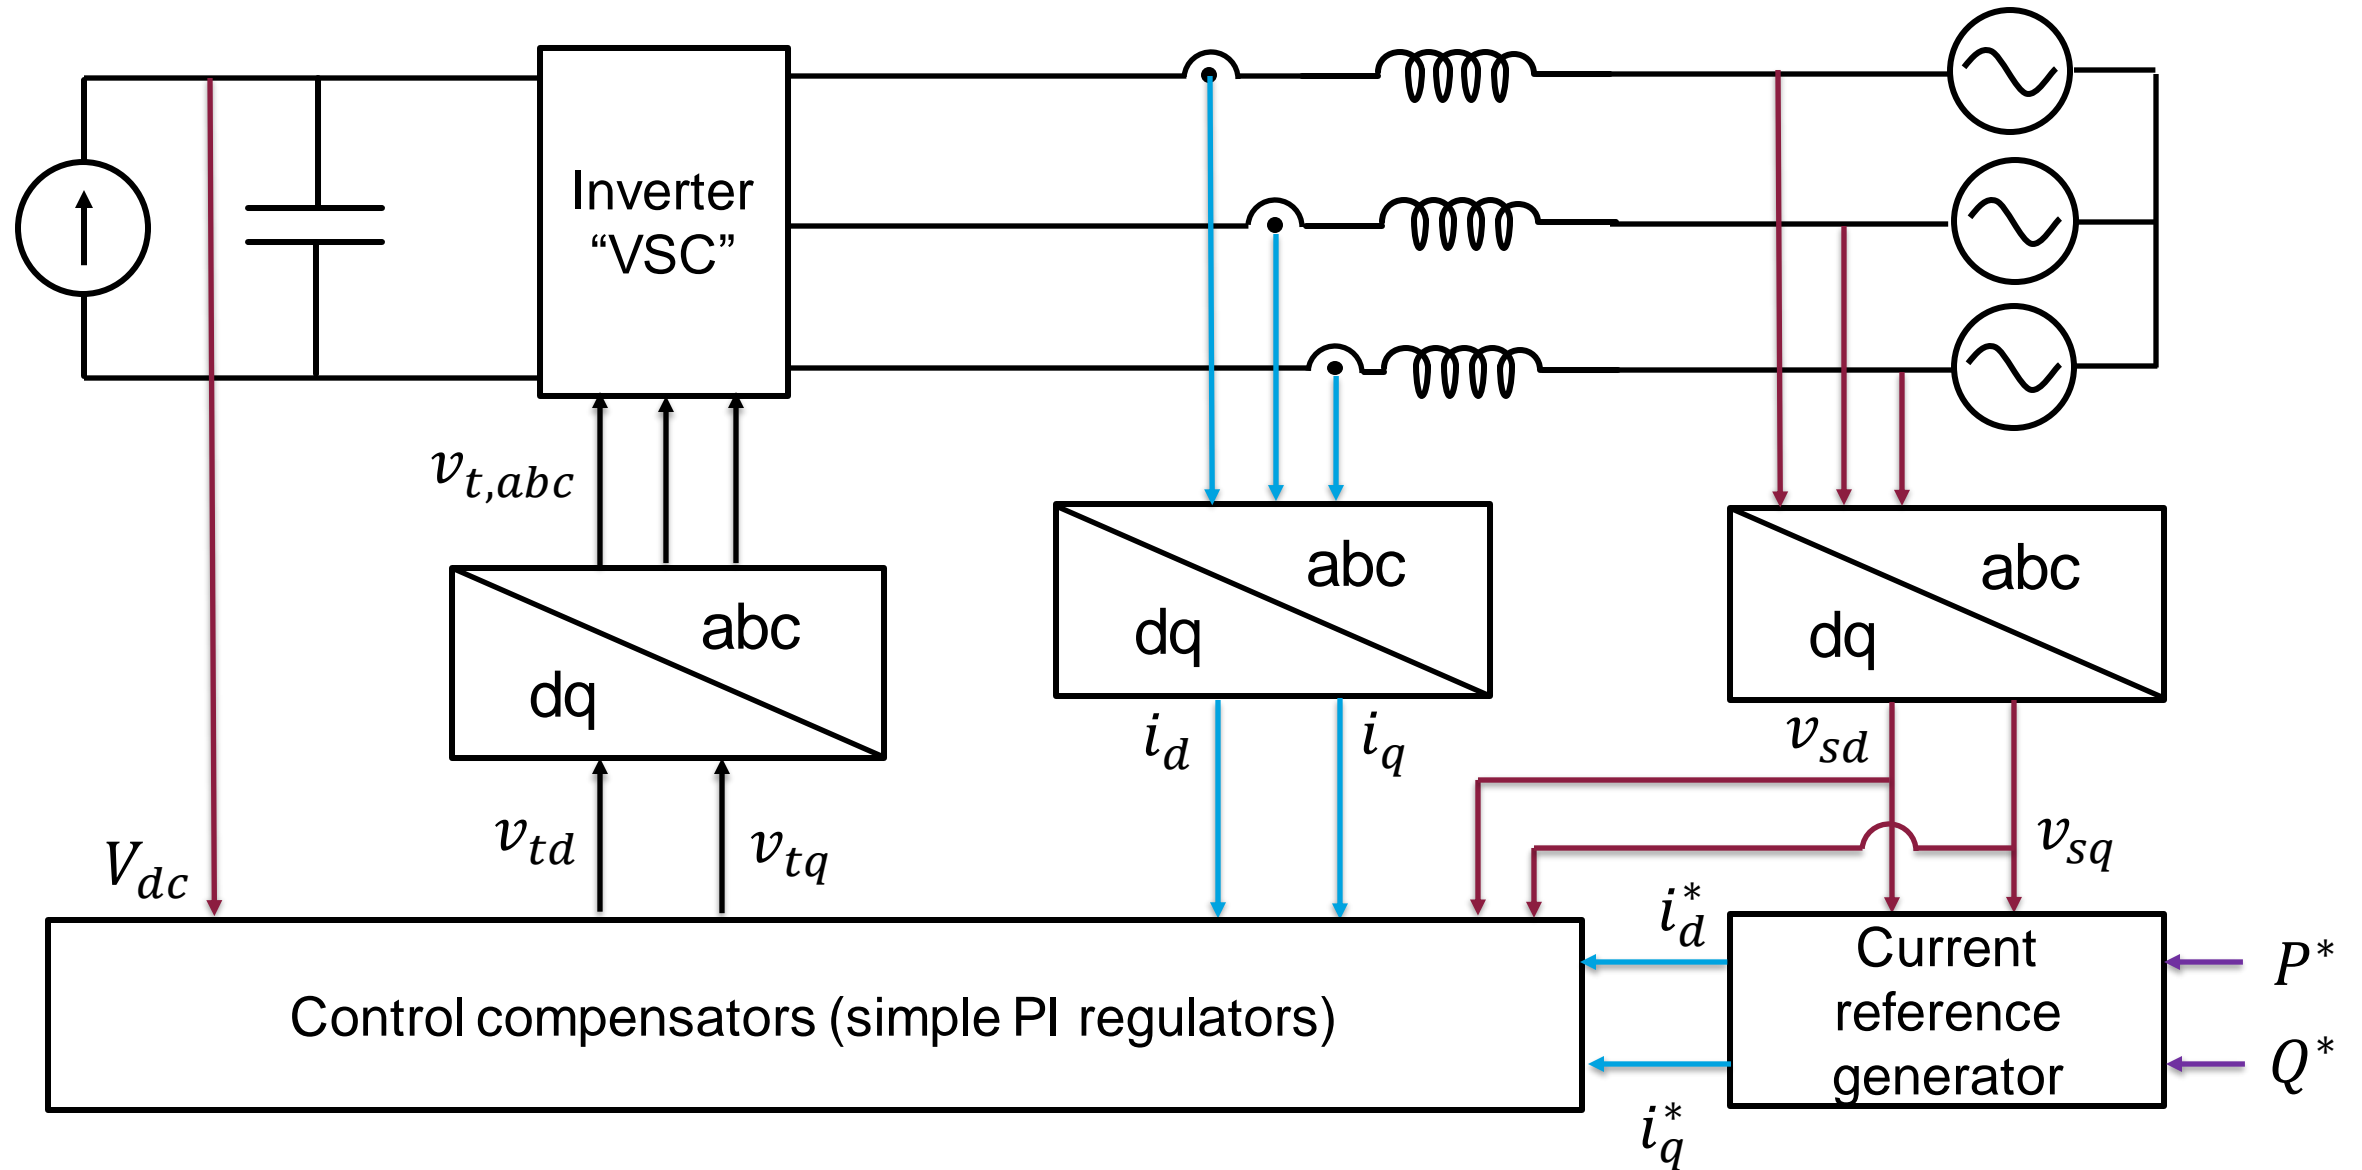 Inverter
“VSC”
v_{t,abc}
abc
dq
abc
dq
abc
dq
i_d
i_q
v_{sd}
v_{sq}
V_{dc}
v_{td}
v_{tq}
i_d^*
i_q^*
Control compensators (simple PI regulators)
Current
reference
generator
P^*
Q^*